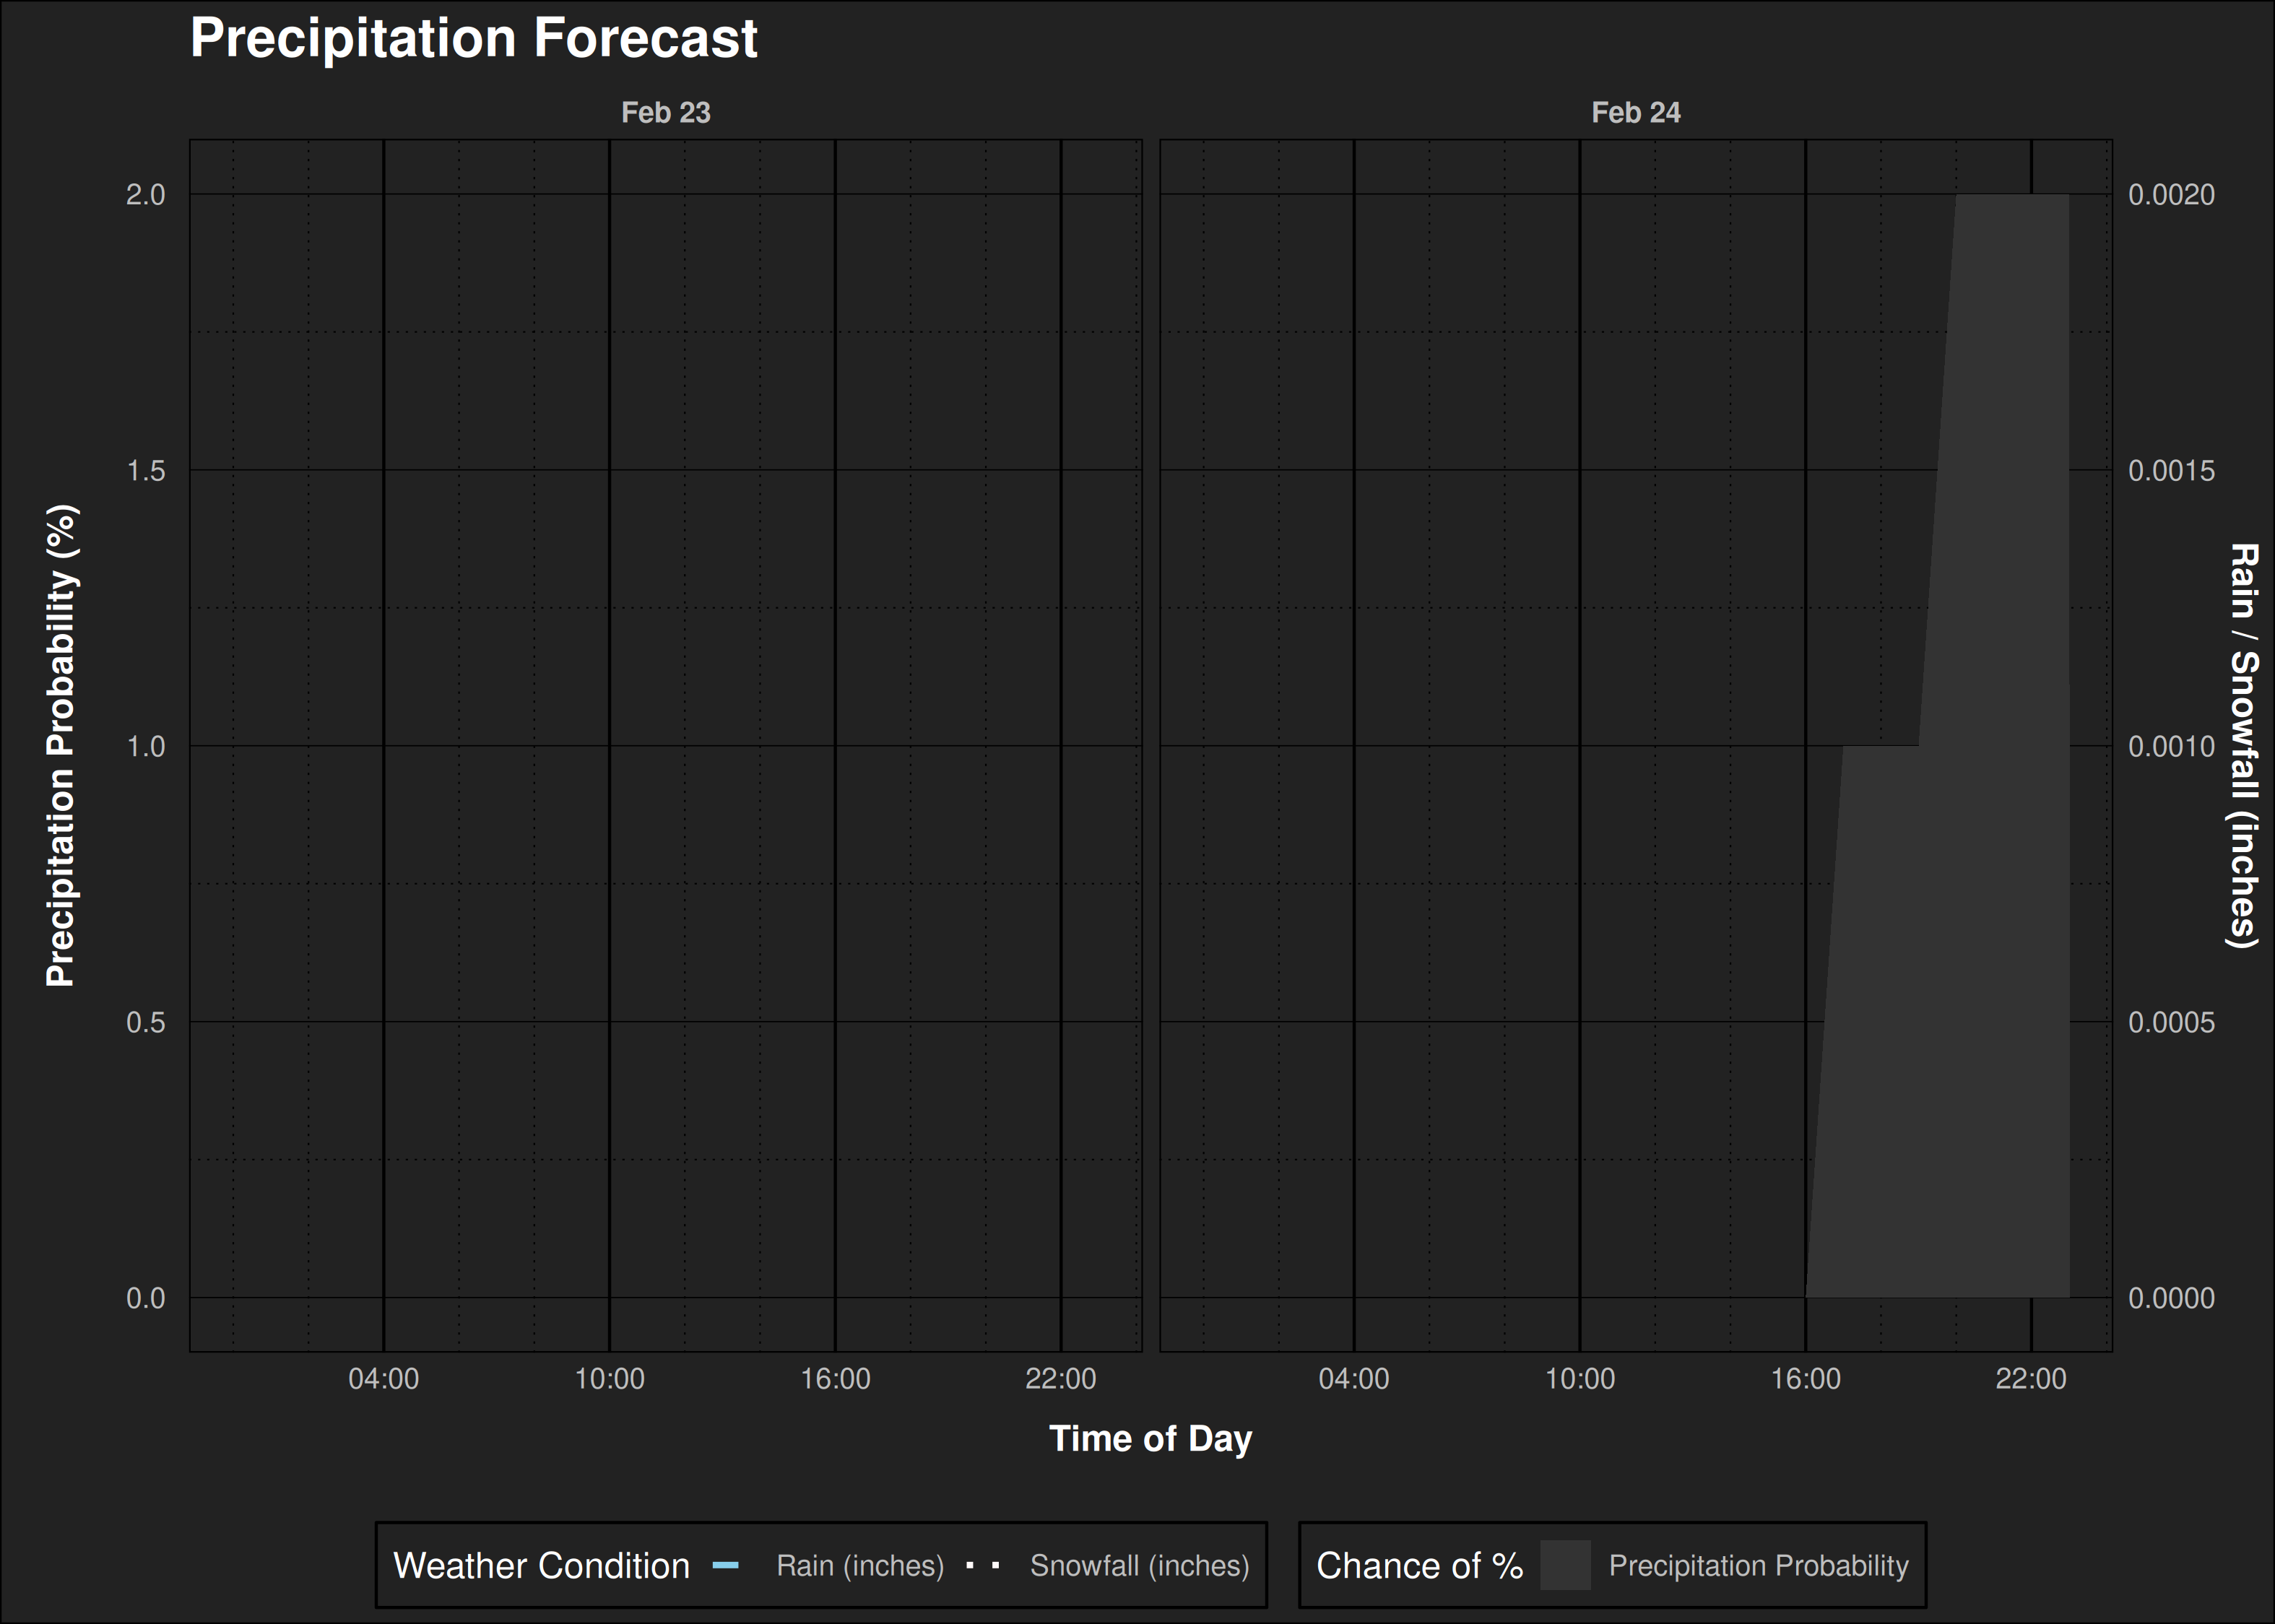 Precipitation Forecast
Feb 23
Feb 24
Precipitation Probability (%)
2.0
1.5
1.0
0.5
0.0
0.0020
0.0015
0.0010
0.0005
0.0000
Rain / Snowfall (inches)
04:00 10:00 16:00 22:00
04:00 10:00 16:00 22:00
Time of Day
Weather Condition Rain (inches) Snowfall (inches)
Chance of % Precipitation Probability